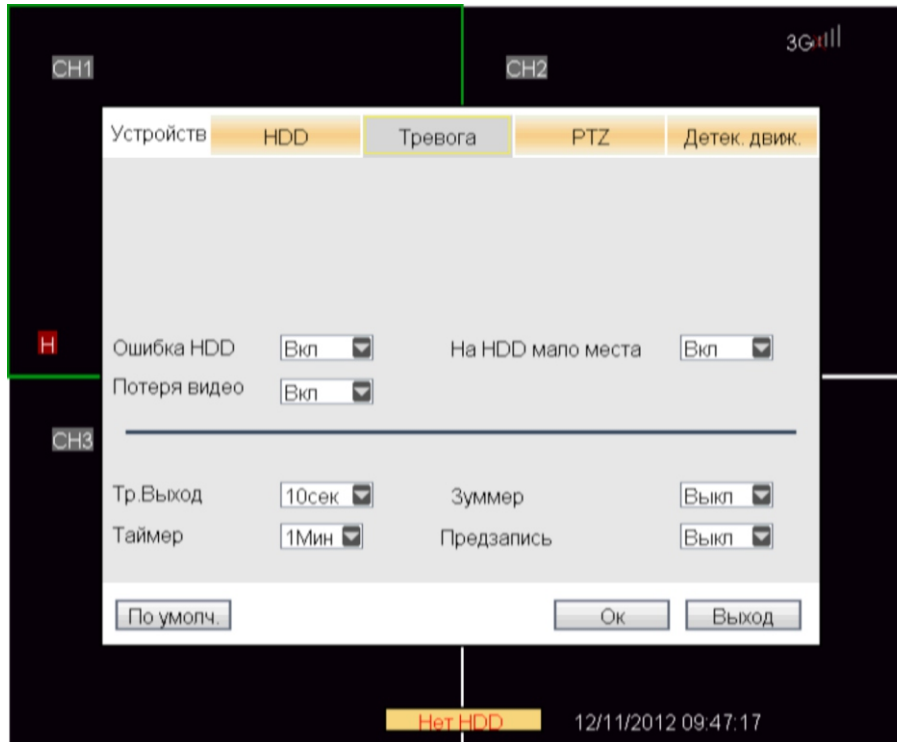 3G
CH1
CH2
Устройств
HDD
Тревога
PTZ
Детек. движ.
H
Ошибка HDD
Вкл
На HDD мало места
Вкл
Потеря видео
Вкл
CH3
Тр.Выход
10сек
Зуммер
Выкл
Таймер
1Мин
Предзапись
Выкл
По умолч.
Ок
Выход
Нет HDD
12/11/2012 09:47:17